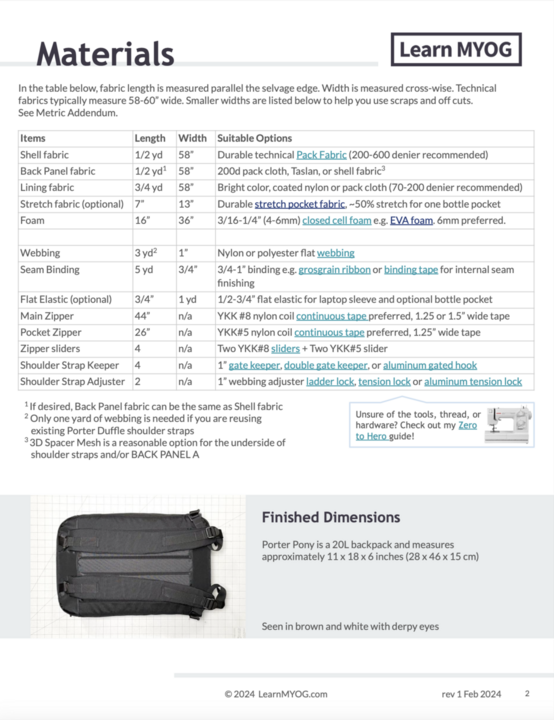 Materials
Learn MYOG
In the table below, fabric length is measured parallel the selvage edge. Width is measured cross-wise. Technical
fabrics typically measure 58-60" wide. Smaller widths are listed below to help you use scraps and off cuts.
See Metric Addendum.
Items Length Width Suitable Options
Shell fabric 1/2 yd 58" Durable technical Pack Fabric (200-600 denier recommended)
Back Panel fabric 1/2 yd¹ 58" 200d pack cloth, Taslan, or shell fabric³
Lining fabric 3/4 yd 58" Bright color, coated nylon or pack cloth (70-200 denier recommended)
Stretch fabric (optional) 7" 13" Durable stretch pocket fabric, ~50% stretch for one bottle pocket
Foam 16" 36" 3/16-1/4" (4-6mm) closed cell foam e.g. EVA foam. 6mm preferred.
Webbing 3 yd² 1" Nylon or polyester flat webbing
Seam Binding 5 yd 3/4" 3/4-1" binding e.g. grosgrain ribbon or binding tape for internal seam
finishing
Flat Elastic (optional) 3/4" 1 yd 1/2-3/4" flat elastic for laptop sleeve and optional bottle pocket
Main Zipper 44" n/a YKK #8 nylon coil continuous tape preferred, 1.25 or 1.5" wide tape
Pocket Zipper 26" n/a YKK#5 nylon coil continuous tape preferred, 1.25" wide tape
Zipper sliders 4 n/a Two YKK#8 sliders + Two YKK#5 slider
Shoulder Strap Keeper 4 n/a 1" gate keeper, double gate keeper, or aluminum gated hook
Shoulder Strap Adjuster 2 n/a 1" webbing adjuster ladder lock, tension lock or aluminum tension lock
¹ If desired, Back Panel fabric can be the same as Shell fabric
² Only one yard of webbing is needed if you are reusing
existing Porter Duffle shoulder straps
³ 3D Spacer Mesh is a reasonable option for the underside of
shoulder straps and/or BACK PANEL A
Unsure of the tools, thread, or
hardware? Check out my Zero
to Hero guide!
Finished Dimensions
Porter Pony is a 20L backpack and measures
approximately 11 x 18 x 6 inches (28 x 46 x 15 cm)
Seen in brown and white with derpy eyes
© 2024 LearnMYOG.com rev 1 Feb 2024 2